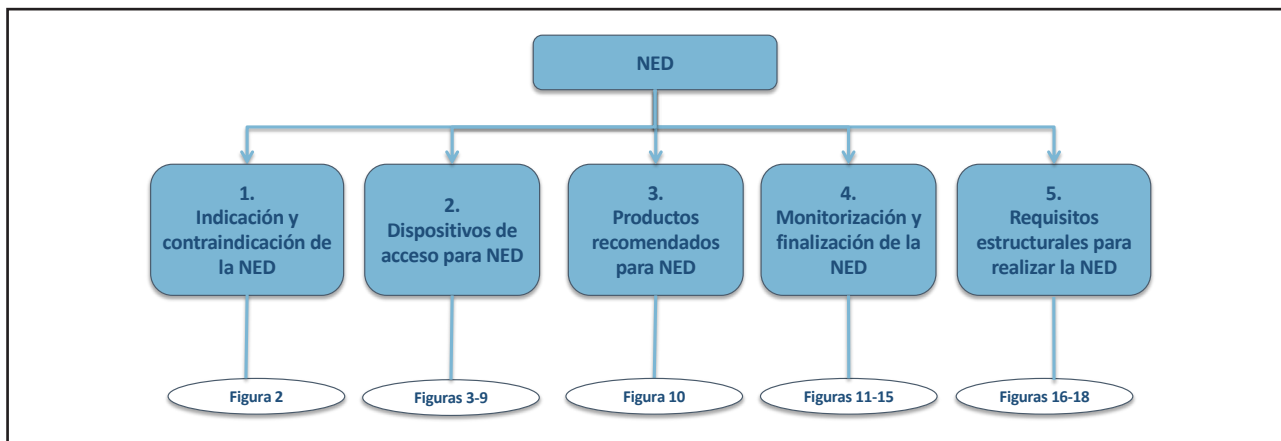 NED
1.
Indicación y
contraindicación de
la NED
2.
Dispositivos de
acceso para NED
3.
Productos
recomendados
para NED
4.
Monitorización y
finalización de la
NED
5.
Requisitos
estructurales para
realizar la NED
Figura 2
Figuras 3-9
Figura 10
Figuras 11-15
Figuras 16-18